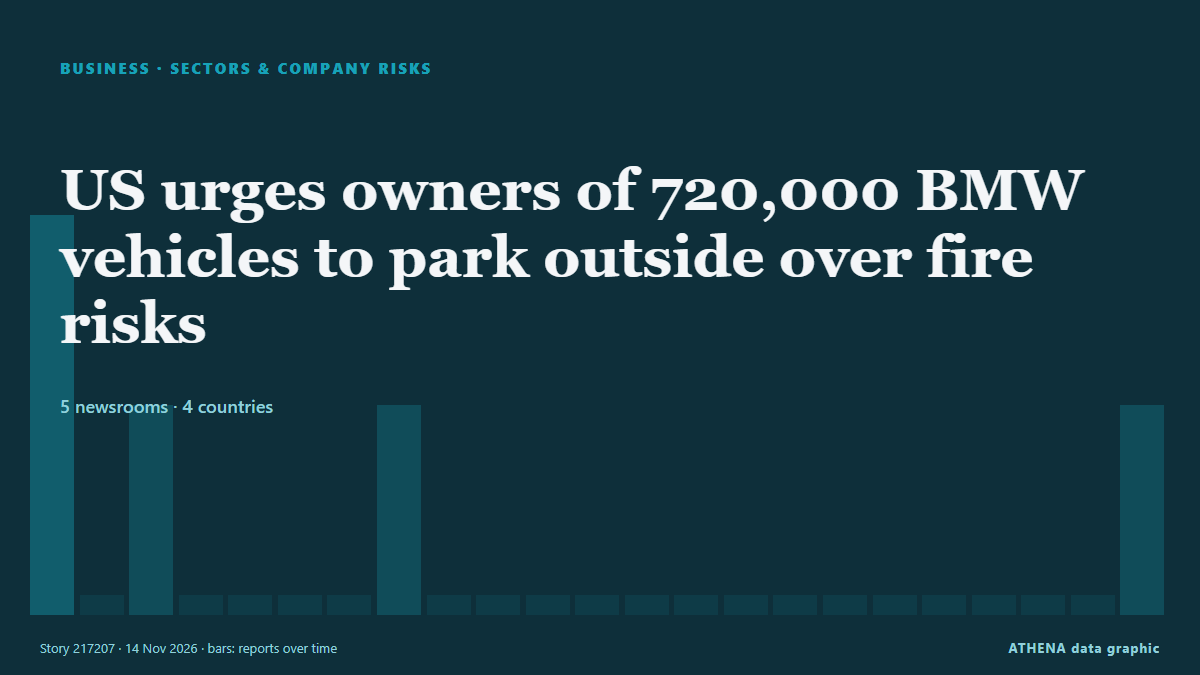 BUSINESS · SECTORS & COMPANY RISKS
US urges owners of 720,000 BMW
vehicles to park outside over fire
risks
5 newsrooms · 4 countries
Story 217207 · 14 Nov 2026 · bars: reports over time
ATHENA data graphic